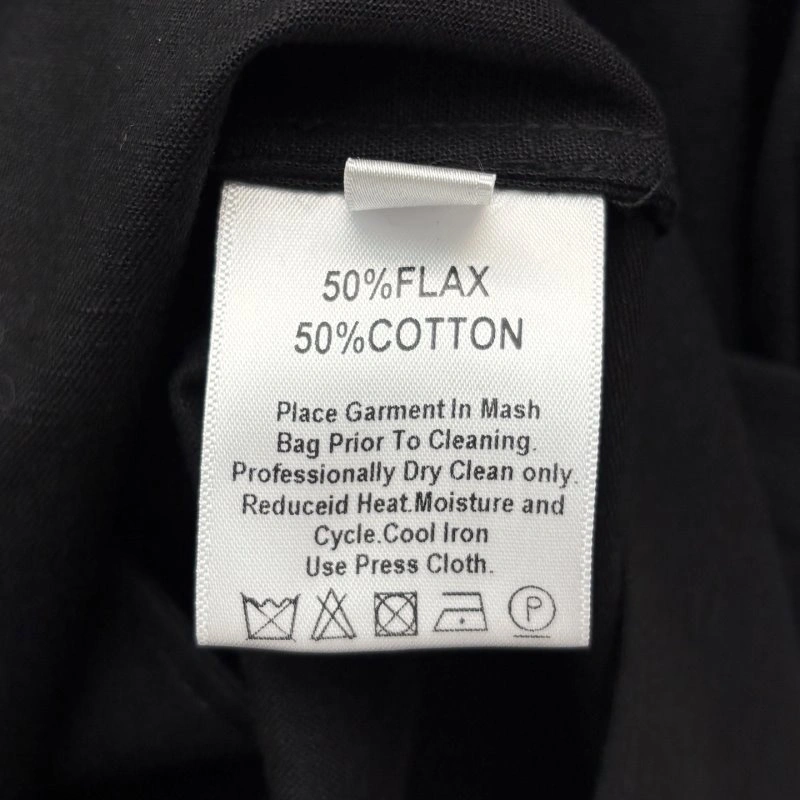 50%FLAX
50%COTTON
Place Garment In Mash
Bag Prior To Cleaning.
Professionally Dry Clean only.
Reduceid Heat.Moisture and
Cycle.Cool Iron
Use Press Cloth.
P